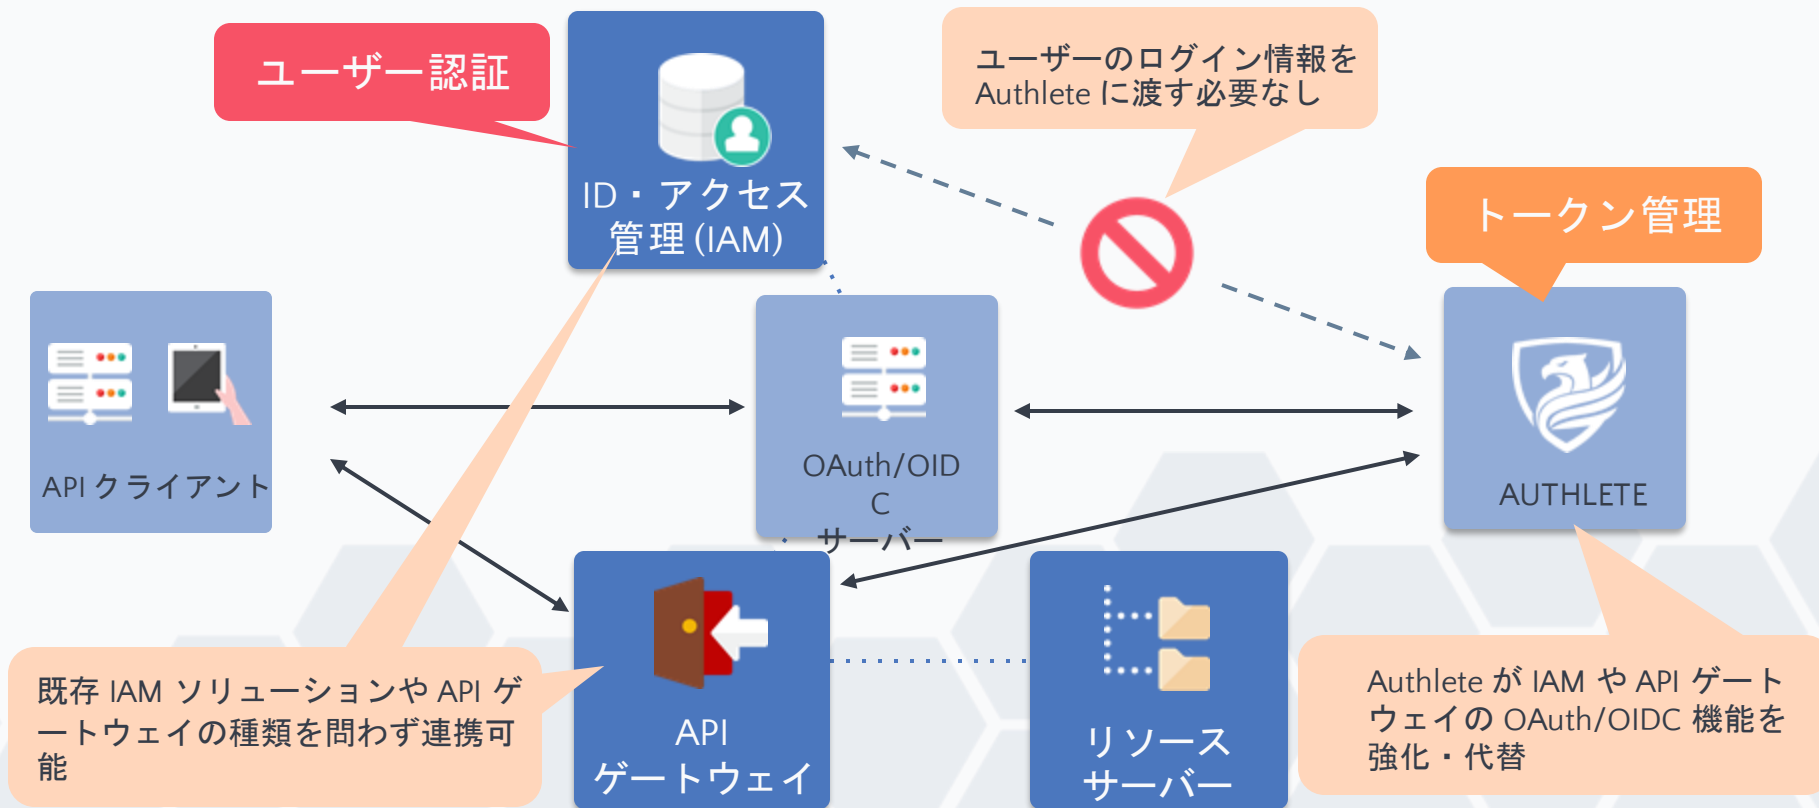 ユーザー認証
ユーザーのログイン情報を
Authlete に渡す必要なし
ID・アクセス
管理 (IAM)
トークン管理
API クライアント
OAuth/OID
C
サーバー
AUTHLETE
既存 IAM ソリューションや API ゲ
ートウェイの種類を問わず連携可
能
API
ゲートウェイ
リソース
サーバー
Authlete が IAM や API ゲート
ウェイの OAuth/OIDC 機能を
強化・代替